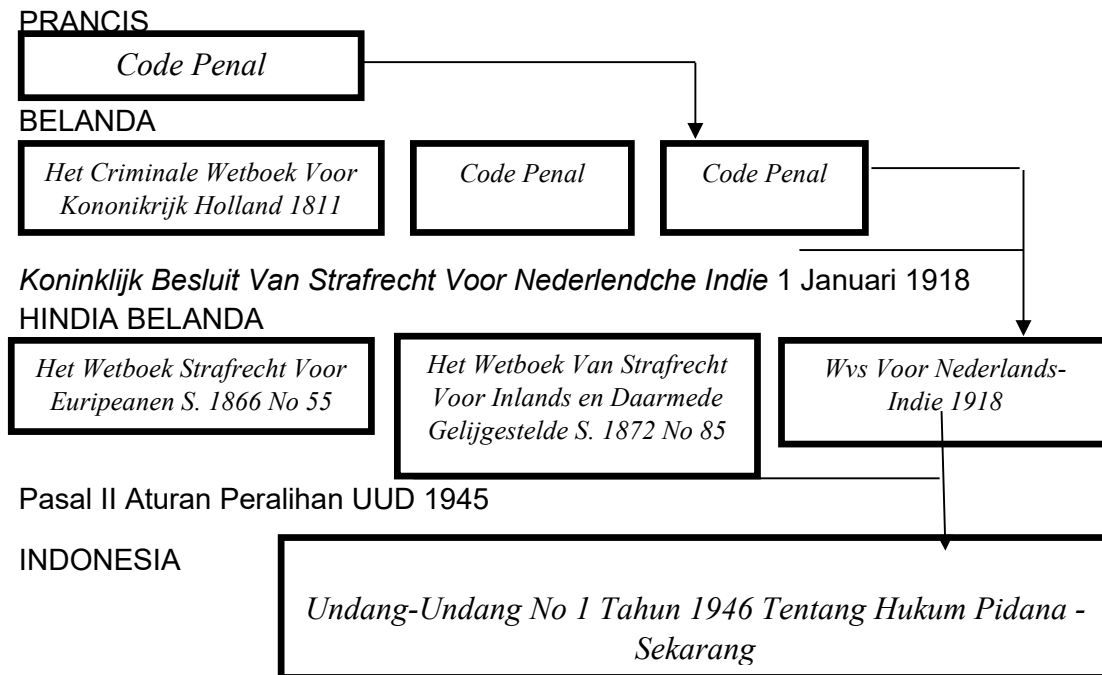 PRANCIS
Code Penal
BELANDA
Het Criminale Wetboek Voor
Kononikrijk Holland 1811
Code Penal
Code Penal
Koninklijk Besluit Van Strafrecht Voor Nederlendche Indie 1 Januari 1918
HINDIA BELANDA
Het Wetboek Strafrecht Voor
Euripeanen S. 1866 No 55
Het Wetboek Van Strafrecht
Voor Inlands en Daarmede
Gelijgestelde S. 1872 No 85
Wvs Voor Nederlands-
Indie 1918
Pasal II Aturan Peralihan UUD 1945
INDONESIA
Undang-Undang No 1 Tahun 1946 Tentang Hukum Pidana -
Sekarang